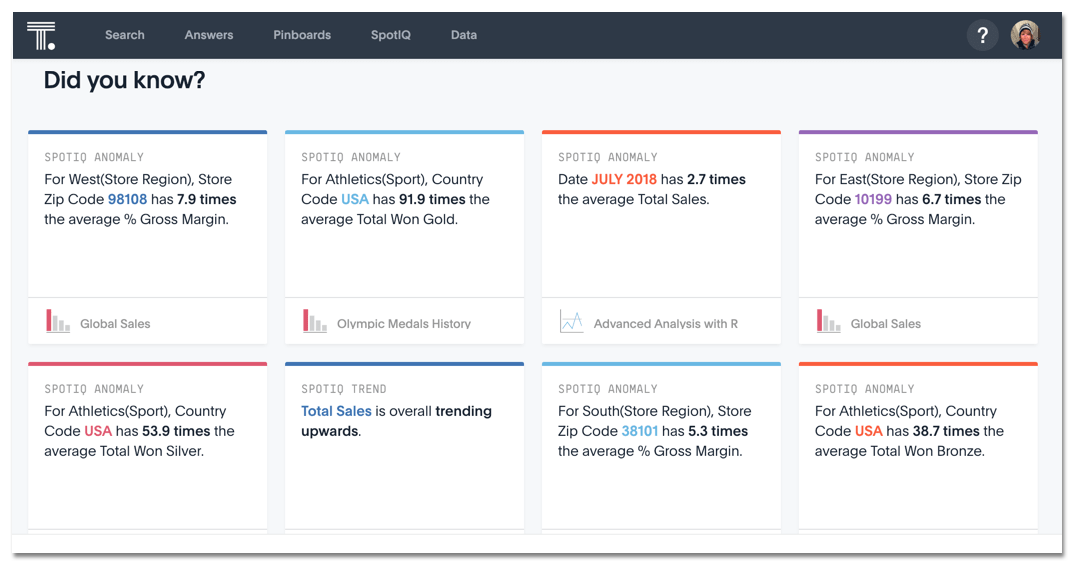 Search Answers Pinboards SpotIQ Data ?
Did you know?
SPOTIQ ANOMALY
For West(Store Region), Store
Zip Code 98108 has 7.9 times
the average % Gross Margin.
Global Sales
SPOTIQ ANOMALY
For Athletics(Sport), Country
Code USA has 91.9 times the
average Total Won Gold.
Olympic Medals History
SPOTIQ ANOMALY
Date JULY 2018 has 2.7 times
the average Total Sales.
Advanced Analysis with R
SPOTIQ ANOMALY
For East(Store Region), Store Zip
Code 10199 has 6.7 times the
average % Gross Margin.
Global Sales
SPOTIQ ANOMALY
For Athletics(Sport), Country
Code USA has 53.9 times the
average Total Won Silver.
SPOTIQ TREND
Total Sales is overall trending
upwards.
SPOTIQ ANOMALY
For South(Store Region), Store
Zip Code 38101 has 5.3 times
the average % Gross Margin.
SPOTIQ ANOMALY
For Athletics(Sport), Country
Code USA has 38.7 times the
average Total Won Bronze.